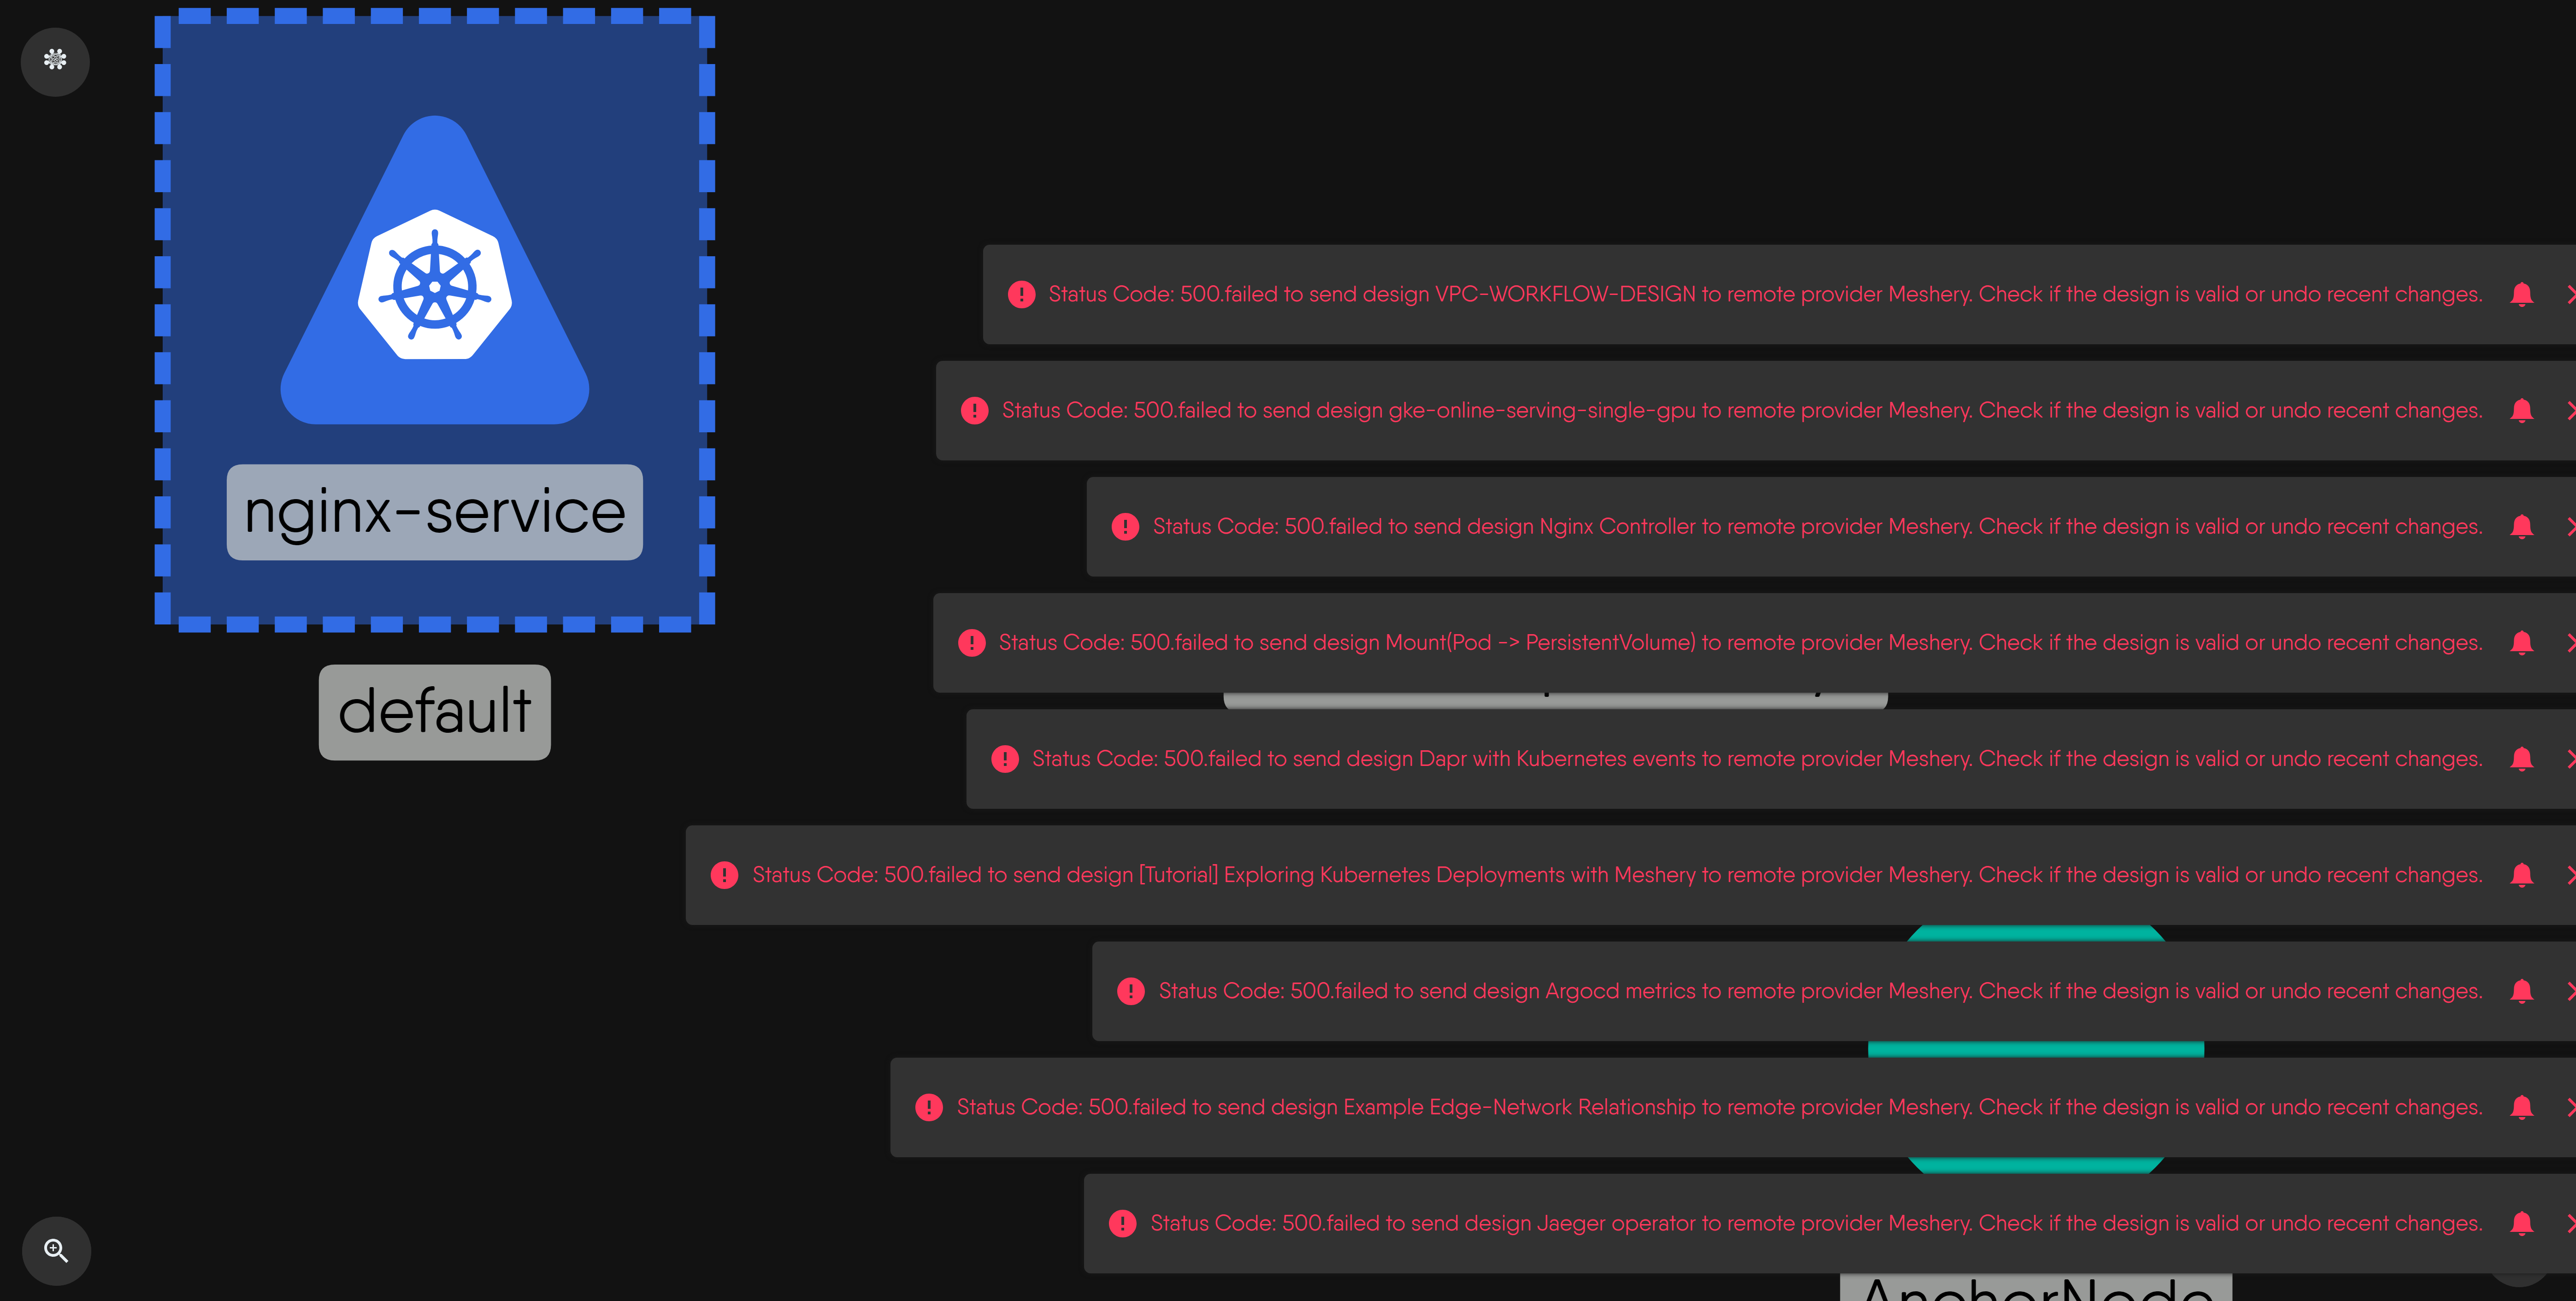 nginx-service
default
Status Code: 500.failed to send design VPC-WORKFLOW-DESIGN to remote provider Meshery. Check if the design is valid or undo recent changes.
Status Code: 500.failed to send design gke-online-serving-single-gpu to remote provider Meshery. Check if the design is valid or undo recent changes.
Status Code: 500.failed to send design Nginx Controller to remote provider Meshery. Check if the design is valid or undo recent changes.
Status Code: 500.failed to send design Mount(Pod -> PersistentVolume) to remote provider Meshery. Check if the design is valid or undo recent changes.
Status Code: 500.failed to send design Dapr with Kubernetes events to remote provider Meshery. Check if the design is valid or undo recent changes.
Status Code: 500.failed to send design [Tutorial] Exploring Kubernetes Deployments with Meshery to remote provider Meshery. Check if the design is valid or undo recent changes.
Status Code: 500.failed to send design Argocd metrics to remote provider Meshery. Check if the design is valid or undo recent changes.
Status Code: 500.failed to send design Example Edge-Network Relationship to remote provider Meshery. Check if the design is valid or undo recent changes.
Status Code: 500.failed to send design Jaeger operator to remote provider Meshery. Check if the design is valid or undo recent changes.
AnchorNode